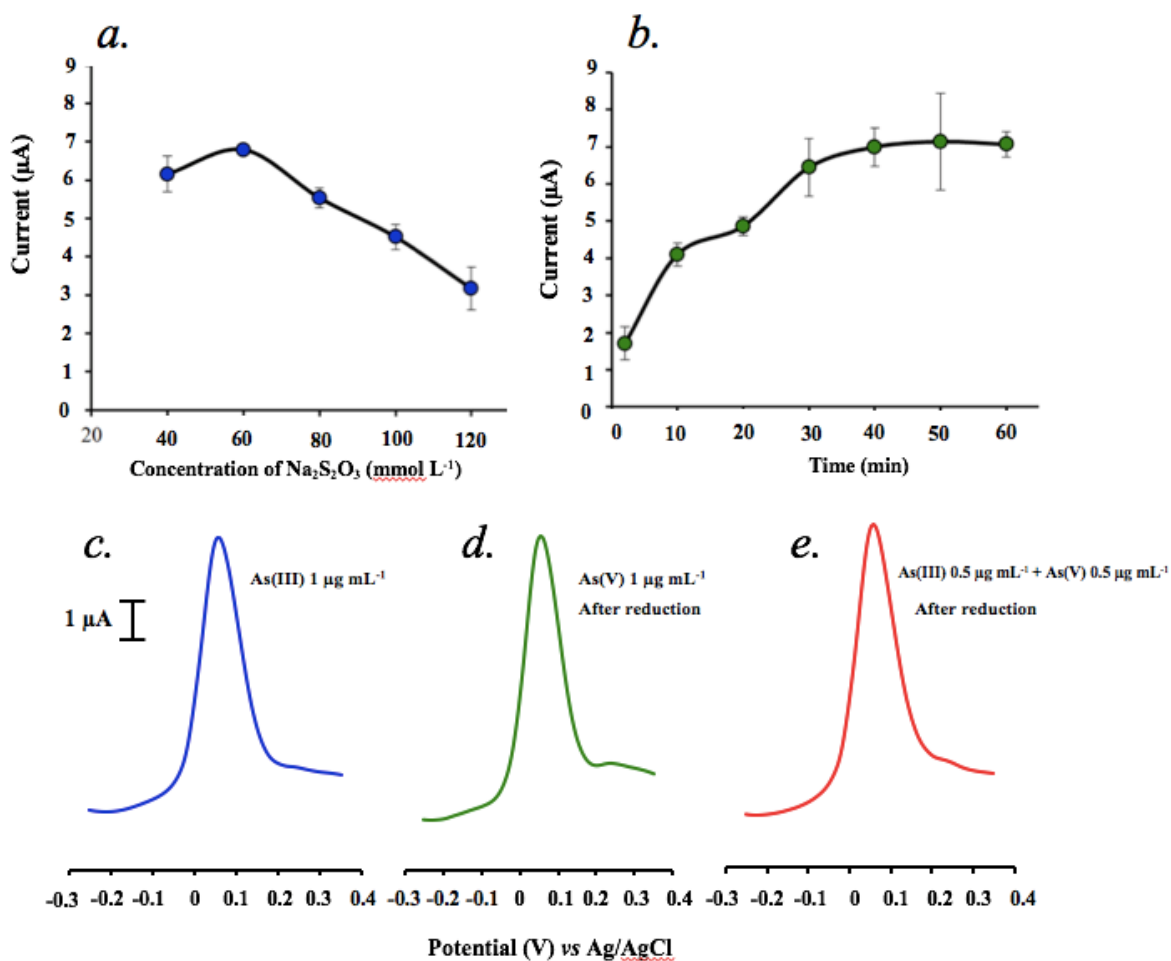 a.
9
8
7
6
5
4
3
2
1
0
Current (µA)
20 40 60 80 100 120
Concentration of Na₂S₂O₃ (mmol L⁻¹)
b.
9
8
7
6
5
4
3
2
1
0
Current (µA)
0 10 20 30 40 50 60
Time (min)
c.
As(III) 1 µg mL⁻¹
1 µA
-0.3 -0.2 -0.1 0 0.1 0.2 0.3 0.4
d.
As(V) 1 µg mL⁻¹
After reduction
-0.3 -0.2 -0.1 0 0.1 0.2 0.3 0.4
e.
As(III) 0.5 µg mL⁻¹ + As(V) 0.5 µg mL⁻¹
After reduction
-0.3 -0.2 -0.1 0 0.1 0.2 0.3 0.4
Potential (V) vs Ag/AgCl